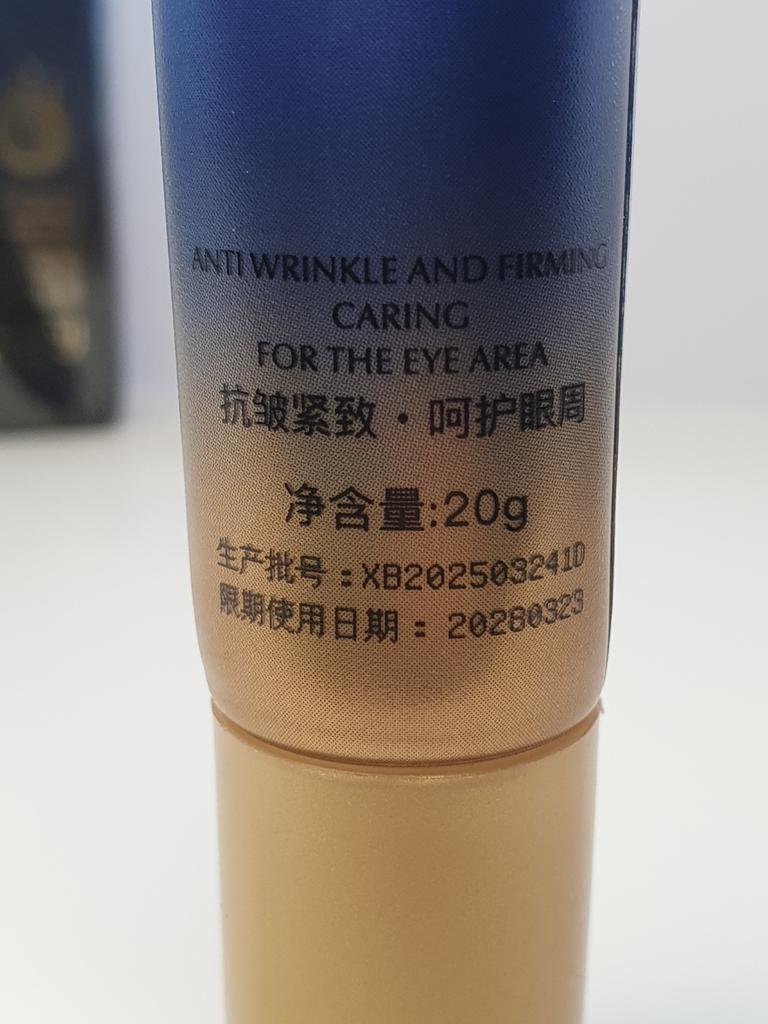 ANTI WRINKLE AND FIRMING
CARING
FOR THE EYE AREA
抗皱紧致·呵护眼周
净含量:20g
生产批号:XB202503241D
限期使用日期:20280323